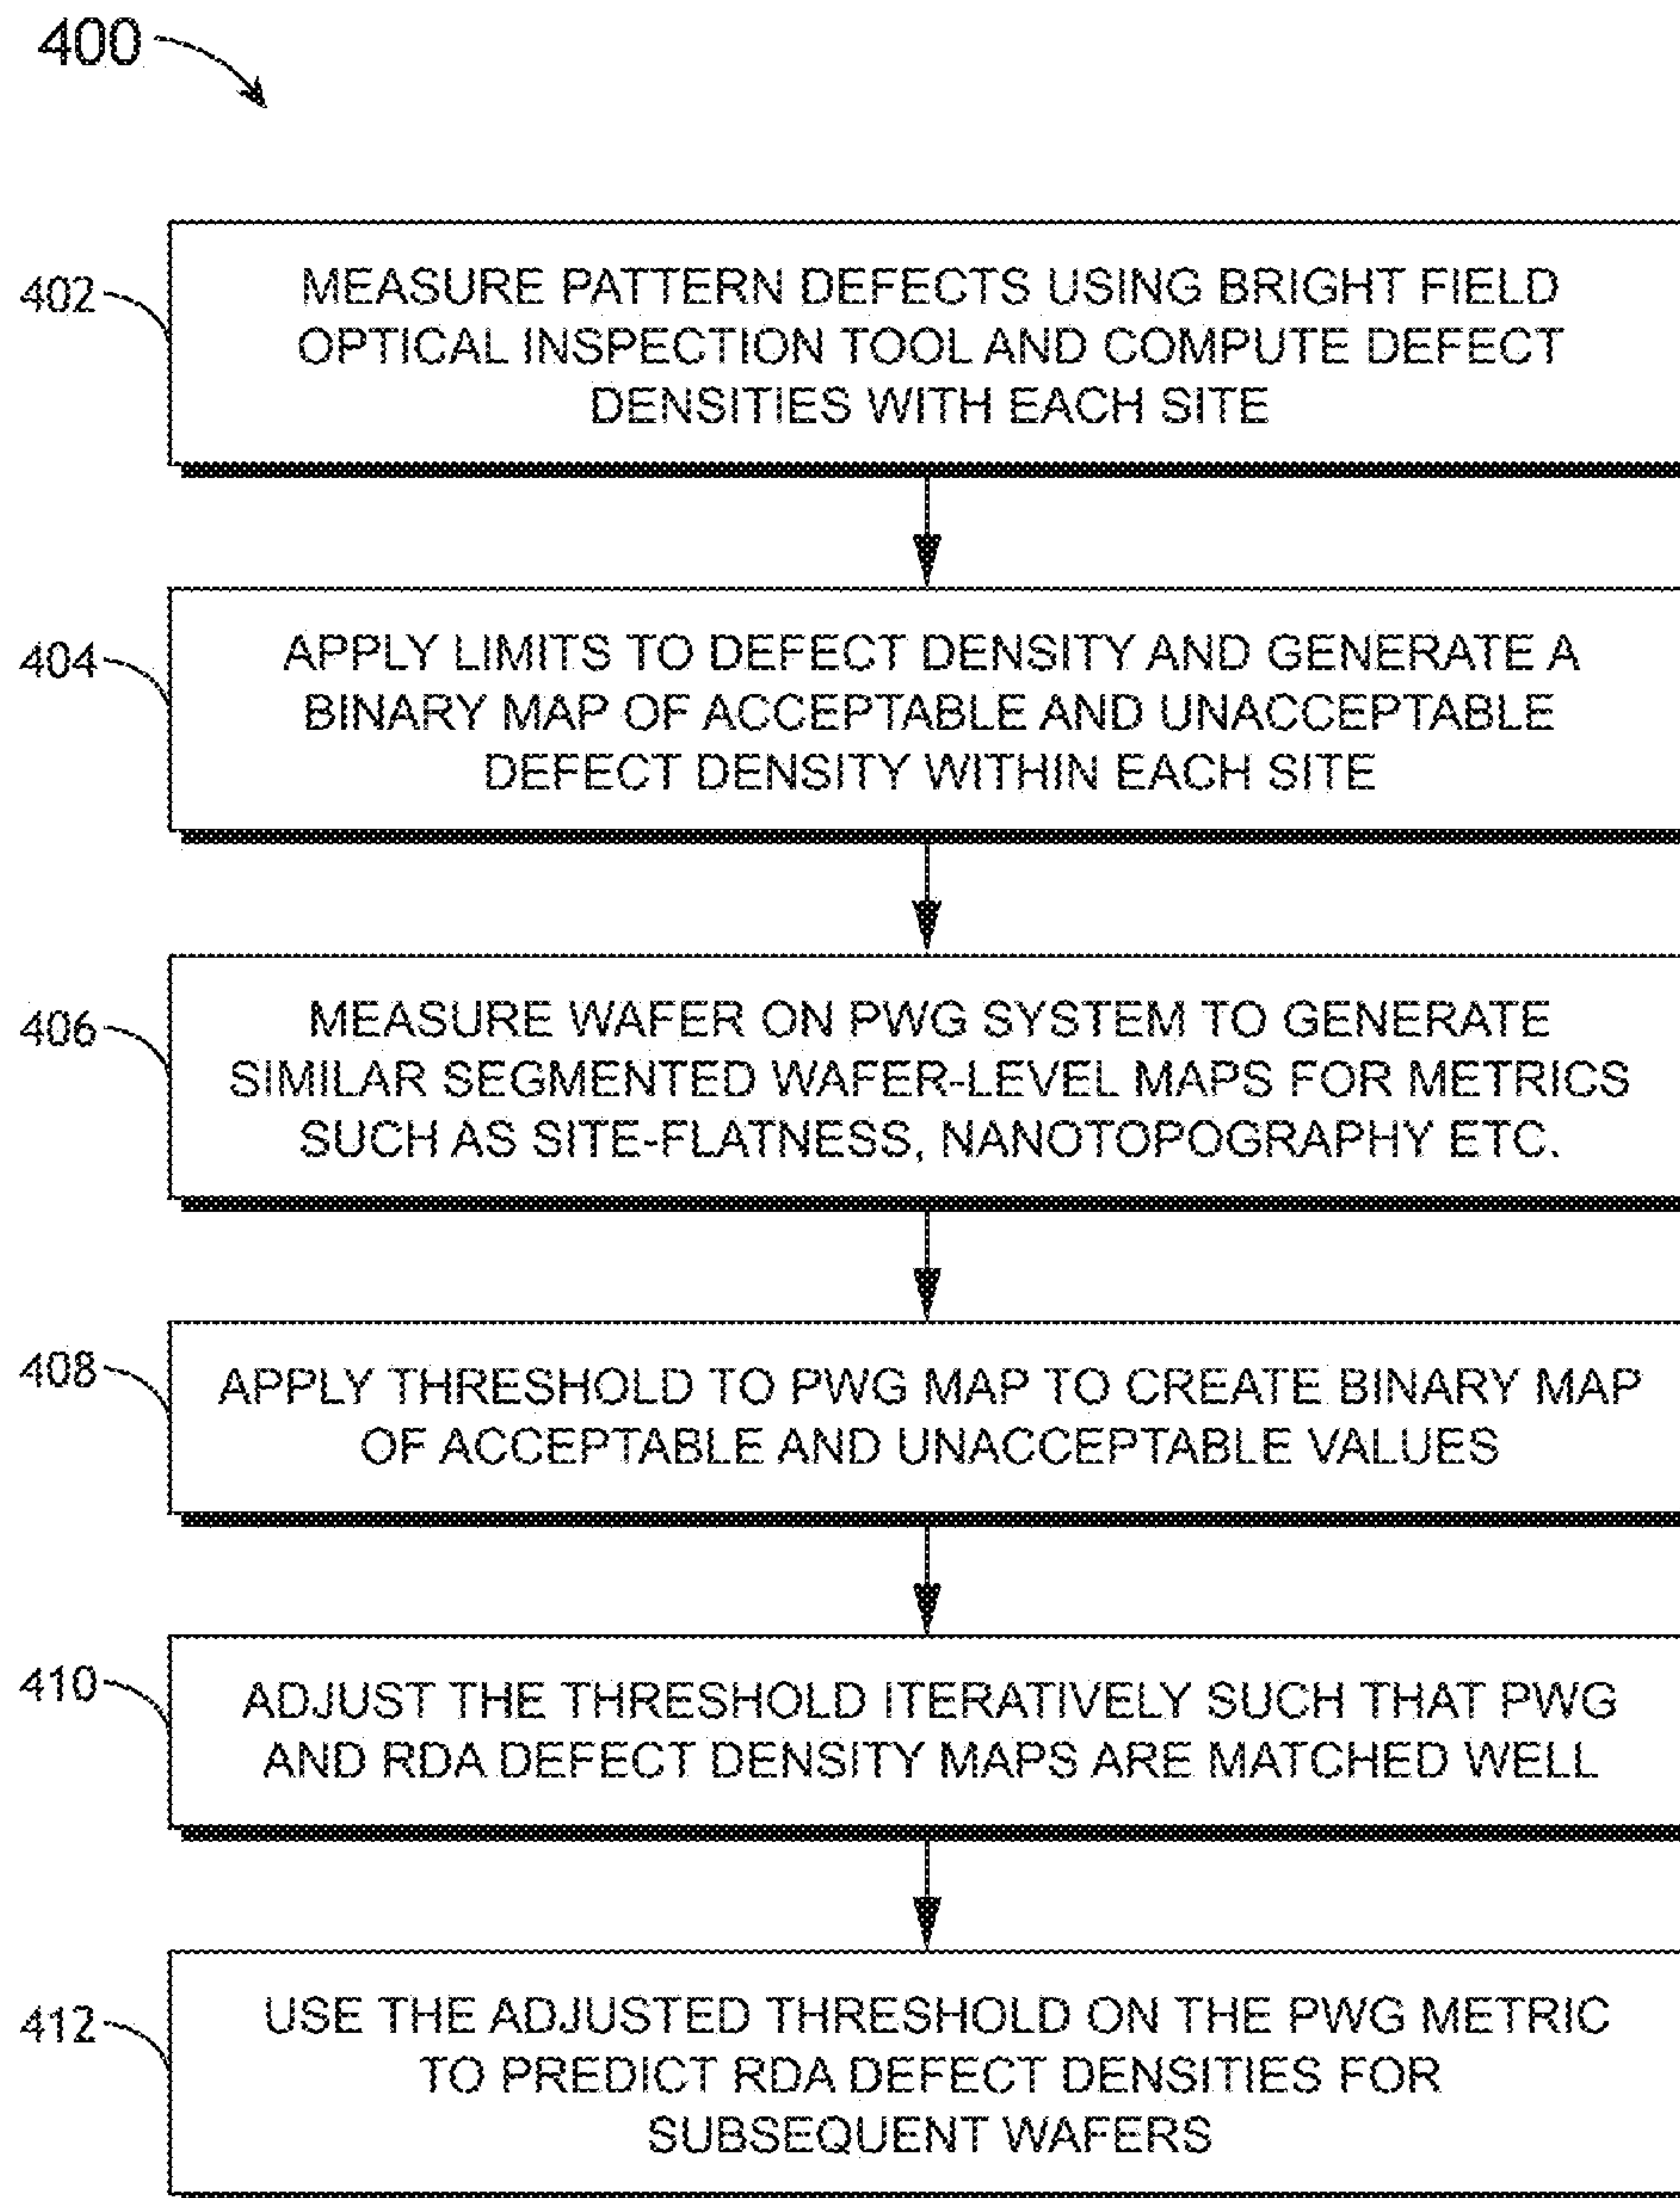 400
402
MEASURE PATTERN DEFECTS USING BRIGHT FIELD
OPTICAL INSPECTION TOOL AND COMPUTE DEFECT
DENSITIES WITH EACH SITE
404
APPLY LIMITS TO DEFECT DENSITY AND GENERATE A
BINARY MAP OF ACCEPTABLE AND UNACCEPTABLE
DEFECT DENSITY WITHIN EACH SITE
406
MEASURE WAFER ON PWG SYSTEM TO GENERATE
SIMILAR SEGMENTED WAFER-LEVEL MAPS FOR METRICS
SUCH AS SITE-FLATNESS, NANOTOPOGRAPHY ETC.
408
APPLY THRESHOLD TO PWG MAP TO CREATE BINARY MAP
OF ACCEPTABLE AND UNACCEPTABLE VALUES
410
ADJUST THE THRESHOLD ITERATIVELY SUCH THAT PWG
AND RDA DEFECT DENSITY MAPS ARE MATCHED WELL
412
USE THE ADJUSTED THRESHOLD ON THE PWG METRIC
TO PREDICT RDA DEFECT DENSITIES FOR
SUBSEQUENT WAFERS